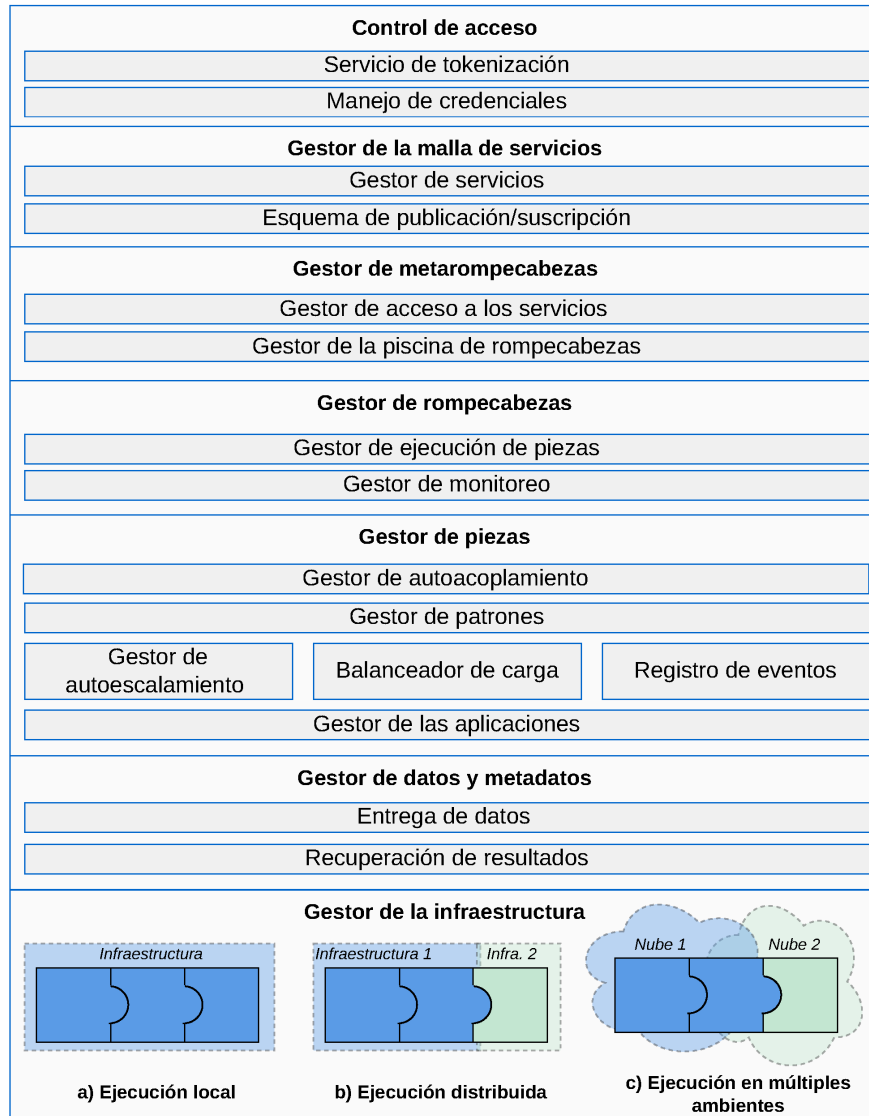 Control de acceso
Servicio de tokenización
Manejo de credenciales
Gestor de la malla de servicios
Gestor de servicios
Esquema de publicación/suscripción
Gestor de metarompecabezas
Gestor de acceso a los servicios
Gestor de la piscina de rompecabezas
Gestor de rompecabezas
Gestor de ejecución de piezas
Gestor de monitoreo
Gestor de piezas
Gestor de autoacoplamiento
Gestor de patrones
Gestor de
autoescalamiento
Balanceador de carga
Registro de eventos
Gestor de las aplicaciones
Gestor de datos y metadatos
Entrega de datos
Recuperación de resultados
Gestor de la infraestructura
Infraestructura
Infraestructura 1
Infra. 2
Nube 1
Nube 2
a) Ejecución local
b) Ejecución distribuida
c) Ejecución en múltiples
ambientes